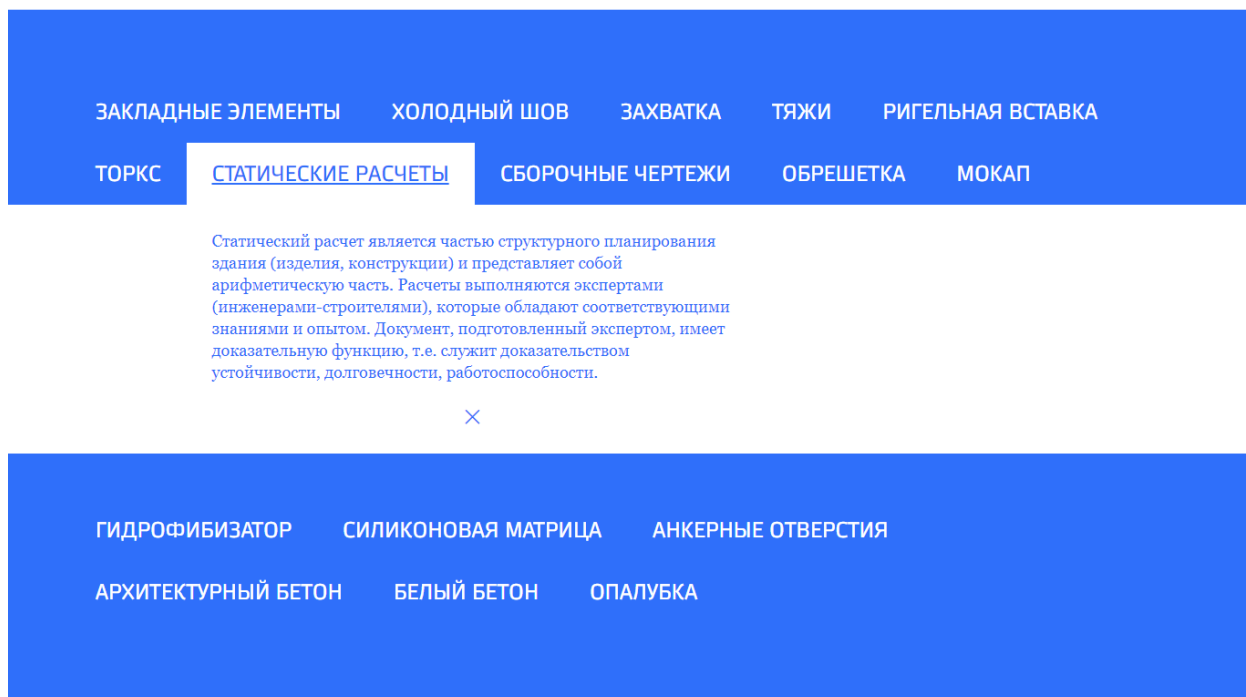 ЗАКЛАДНЫЕ ЭЛЕМЕНТЫ ХОЛОДНЫЙ ШОВ ЗАХВАТКА ТЯЖИ РИГЕЛЬНАЯ ВСТАВКА
ТОРКС СТАТИЧЕСКИЕ РАСЧЕТЫ СБОРОЧНЫЕ ЧЕРТЕЖИ ОБРЕШЕТКА МОКАП
Статический расчет является частью структурного планирования
здания (изделия, конструкции) и представляет собой
арифметическую часть. Расчеты выполняются экспертами
(инженерами-строителями), которые обладают соответствующими
знаниями и опытом. Документ, подготовленный экспертом, имеет
доказательную функцию, т.е. служит доказательством
устойчивости, долговечности, работоспособности.
ГИДРОФИБИЗАТОР СИЛИКОНОВАЯ МАТРИЦА АНКЕРНЫЕ ОТВЕРСТИЯ
АРХИТЕКТУРНЫЙ БЕТОН БЕЛЫЙ БЕТОН ОПАЛУБКА